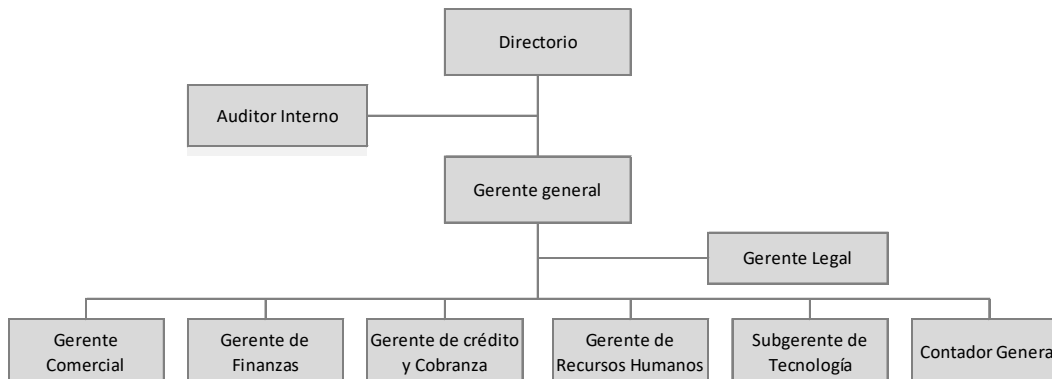 Directorio
Auditor Interno
Gerente general
Gerente Legal
Gerente
Comercial
Gerente de
Finanzas
Gerente de crédito
y Cobranza
Gerente de
Recursos Humanos
Subgerente de
Tecnología
Contador General